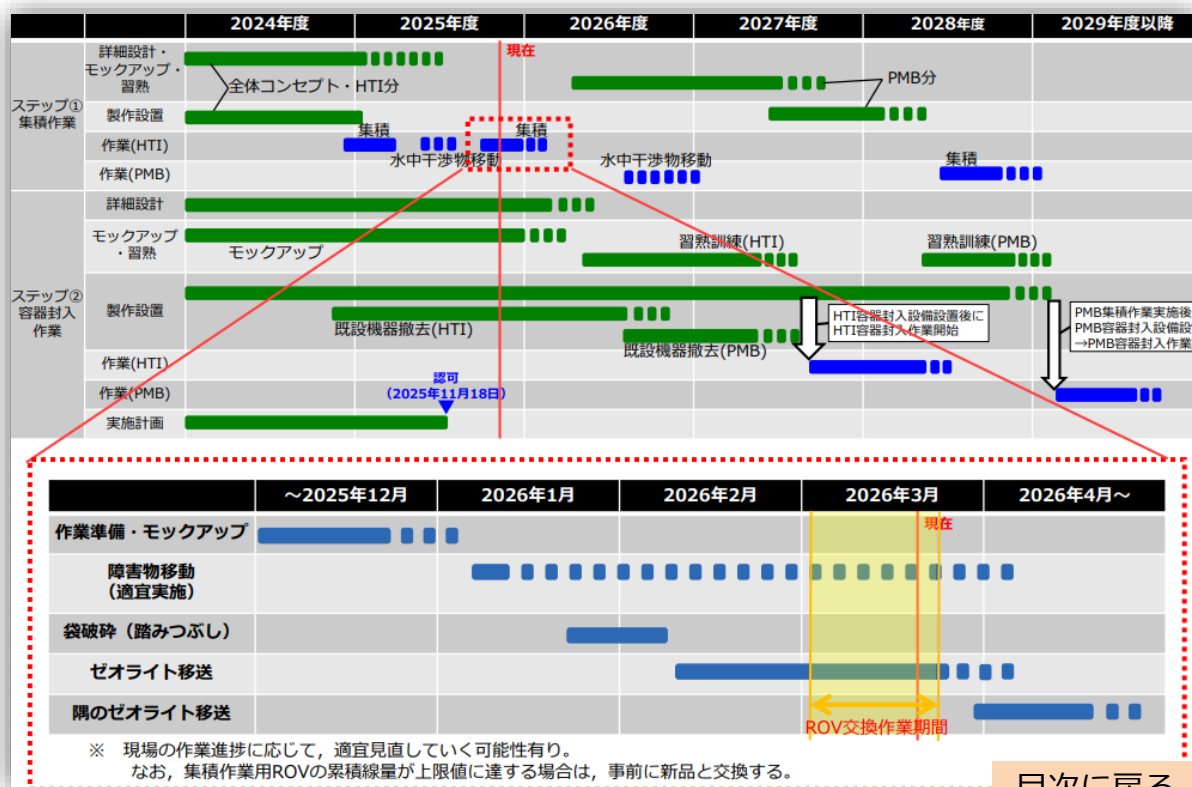 2024年度 2025年度 2026年度 2027年度 2028年度 2029年度以降
現在
ステップ①
集積作業
詳細設計・
モックアップ・
習熟
全体コンセプト・HTI分
PMB分
製作設置
作業(HTI)
集積
集積
水中干渉物移動
作業(PMB)
水中干渉物移動
集積
ステップ②
容器封入
作業
詳細設計
モックアップ
・習熟
モックアップ
習熟訓練(HTI)
習熟訓練(PMB)
製作設置
既設機器撤去(HTI)
既設機器撤去(PMB)
HTI容器封入設備設置後に
HTI容器封入作業開始
PMB集積作業実施後
PMB容器封入設備設
→PMB容器封入作業
作業(HTI)
作業(PMB)
認可
(2025年11月18日)
実施計画
～2025年12月 2026年1月 2026年2月 2026年3月 2026年4月～
現在
作業準備・モックアップ
障害物移動
（適宜実施）
袋破砕（踏みつぶし）
ゼオライト移送
隅のゼオライト移送
ROV交換作業期間
※ 現場の作業進捗に応じて，適宜見直していく可能性有り。
なお，集積作業用ROVの累積線量が上限値に達する場合は，事前に新品と交換する。
目次に戻る